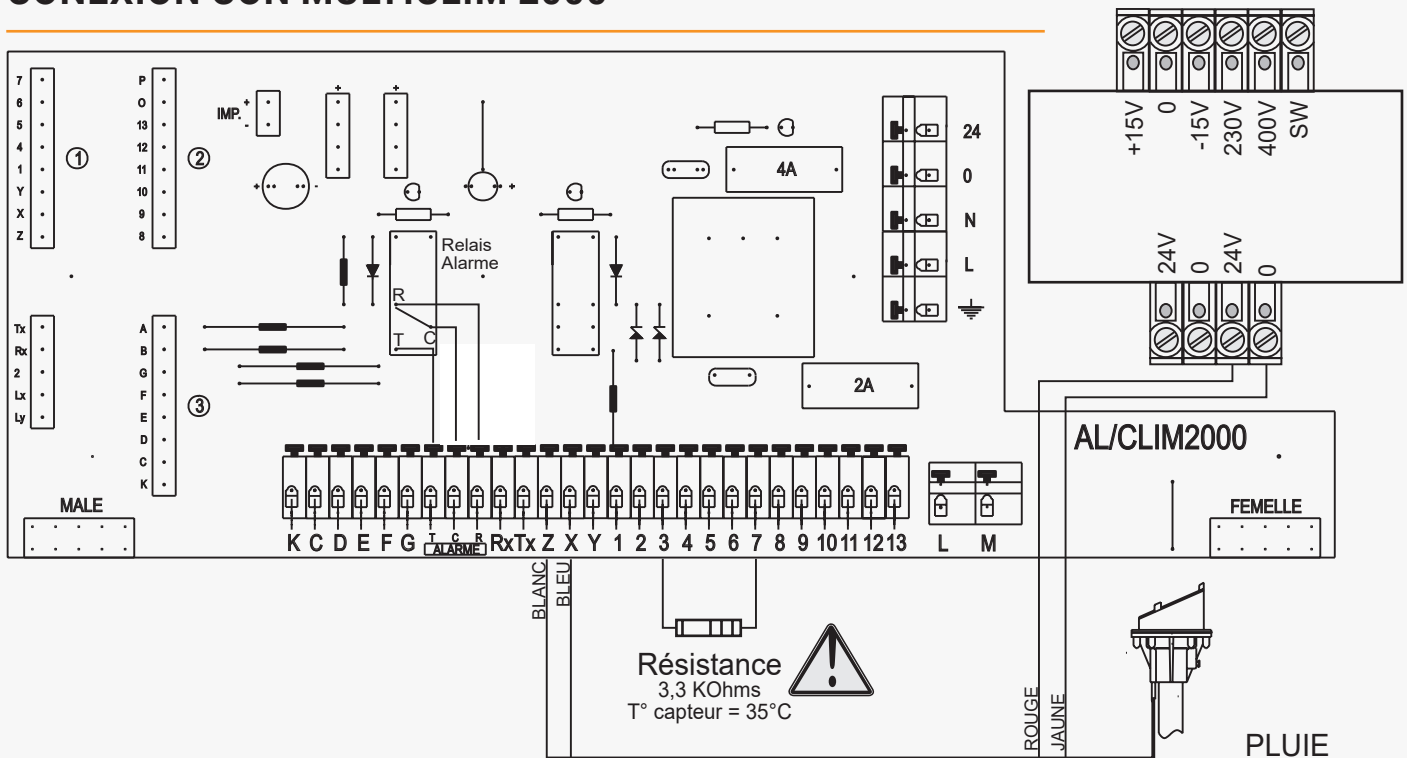 CONEXIÓN CON MULTICLIM 2000
7
6
5
4
1
Y
X
Z
①
P
O
13
12
11
10
9
8
②
IMP.
+
-
+
+
+
-
+
Relais
Alarme
R
T
C
4A
2A
24
0
N
L
+15V
0
-15V
230V
400V
SW
24V
0
24V
0
Tx
Rx
2
Lx
Ly
A
B
G
F
E
D
C
K
③
MALE
AL/CLIM2000
FEMELLE
K C D E F G T C R Rx Tx Z X Y 1 2 3 4 5 6 7 8 9 10 11 12 13
ALARME
L M
BLANC
BLEU
Résistance
3,3 KOhms
T° capteur = 35°C
ROUGE
JAUNE
PLUIE